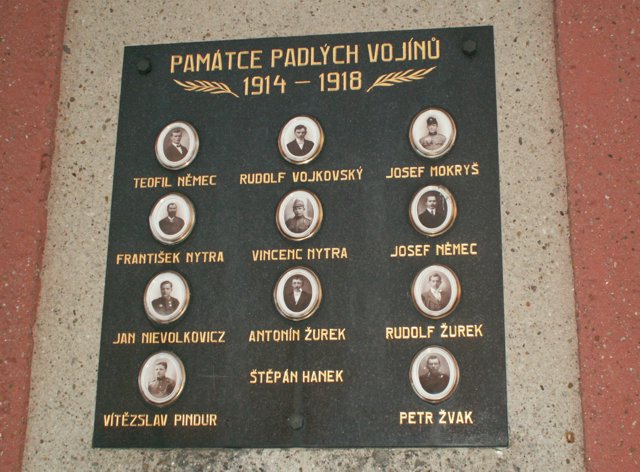 PAMÁTCE PADLÝCH VOJÍNŮ
1914 – 1918
TEOFIL NĚMEC RUDOLF VOJKOVSKÝ JOSEF MOKRYŠ
FRANTIŠEK NYTRA VINCENC NYTRA JOSEF NĚMEC
JAN NIEVOLKOVICZ ANTONÍN ŽUREK RUDOLF ŽUREK
VÍTĚZSLAV PINDUR ŠTĚPÁN HANEK PETR ŽVAK